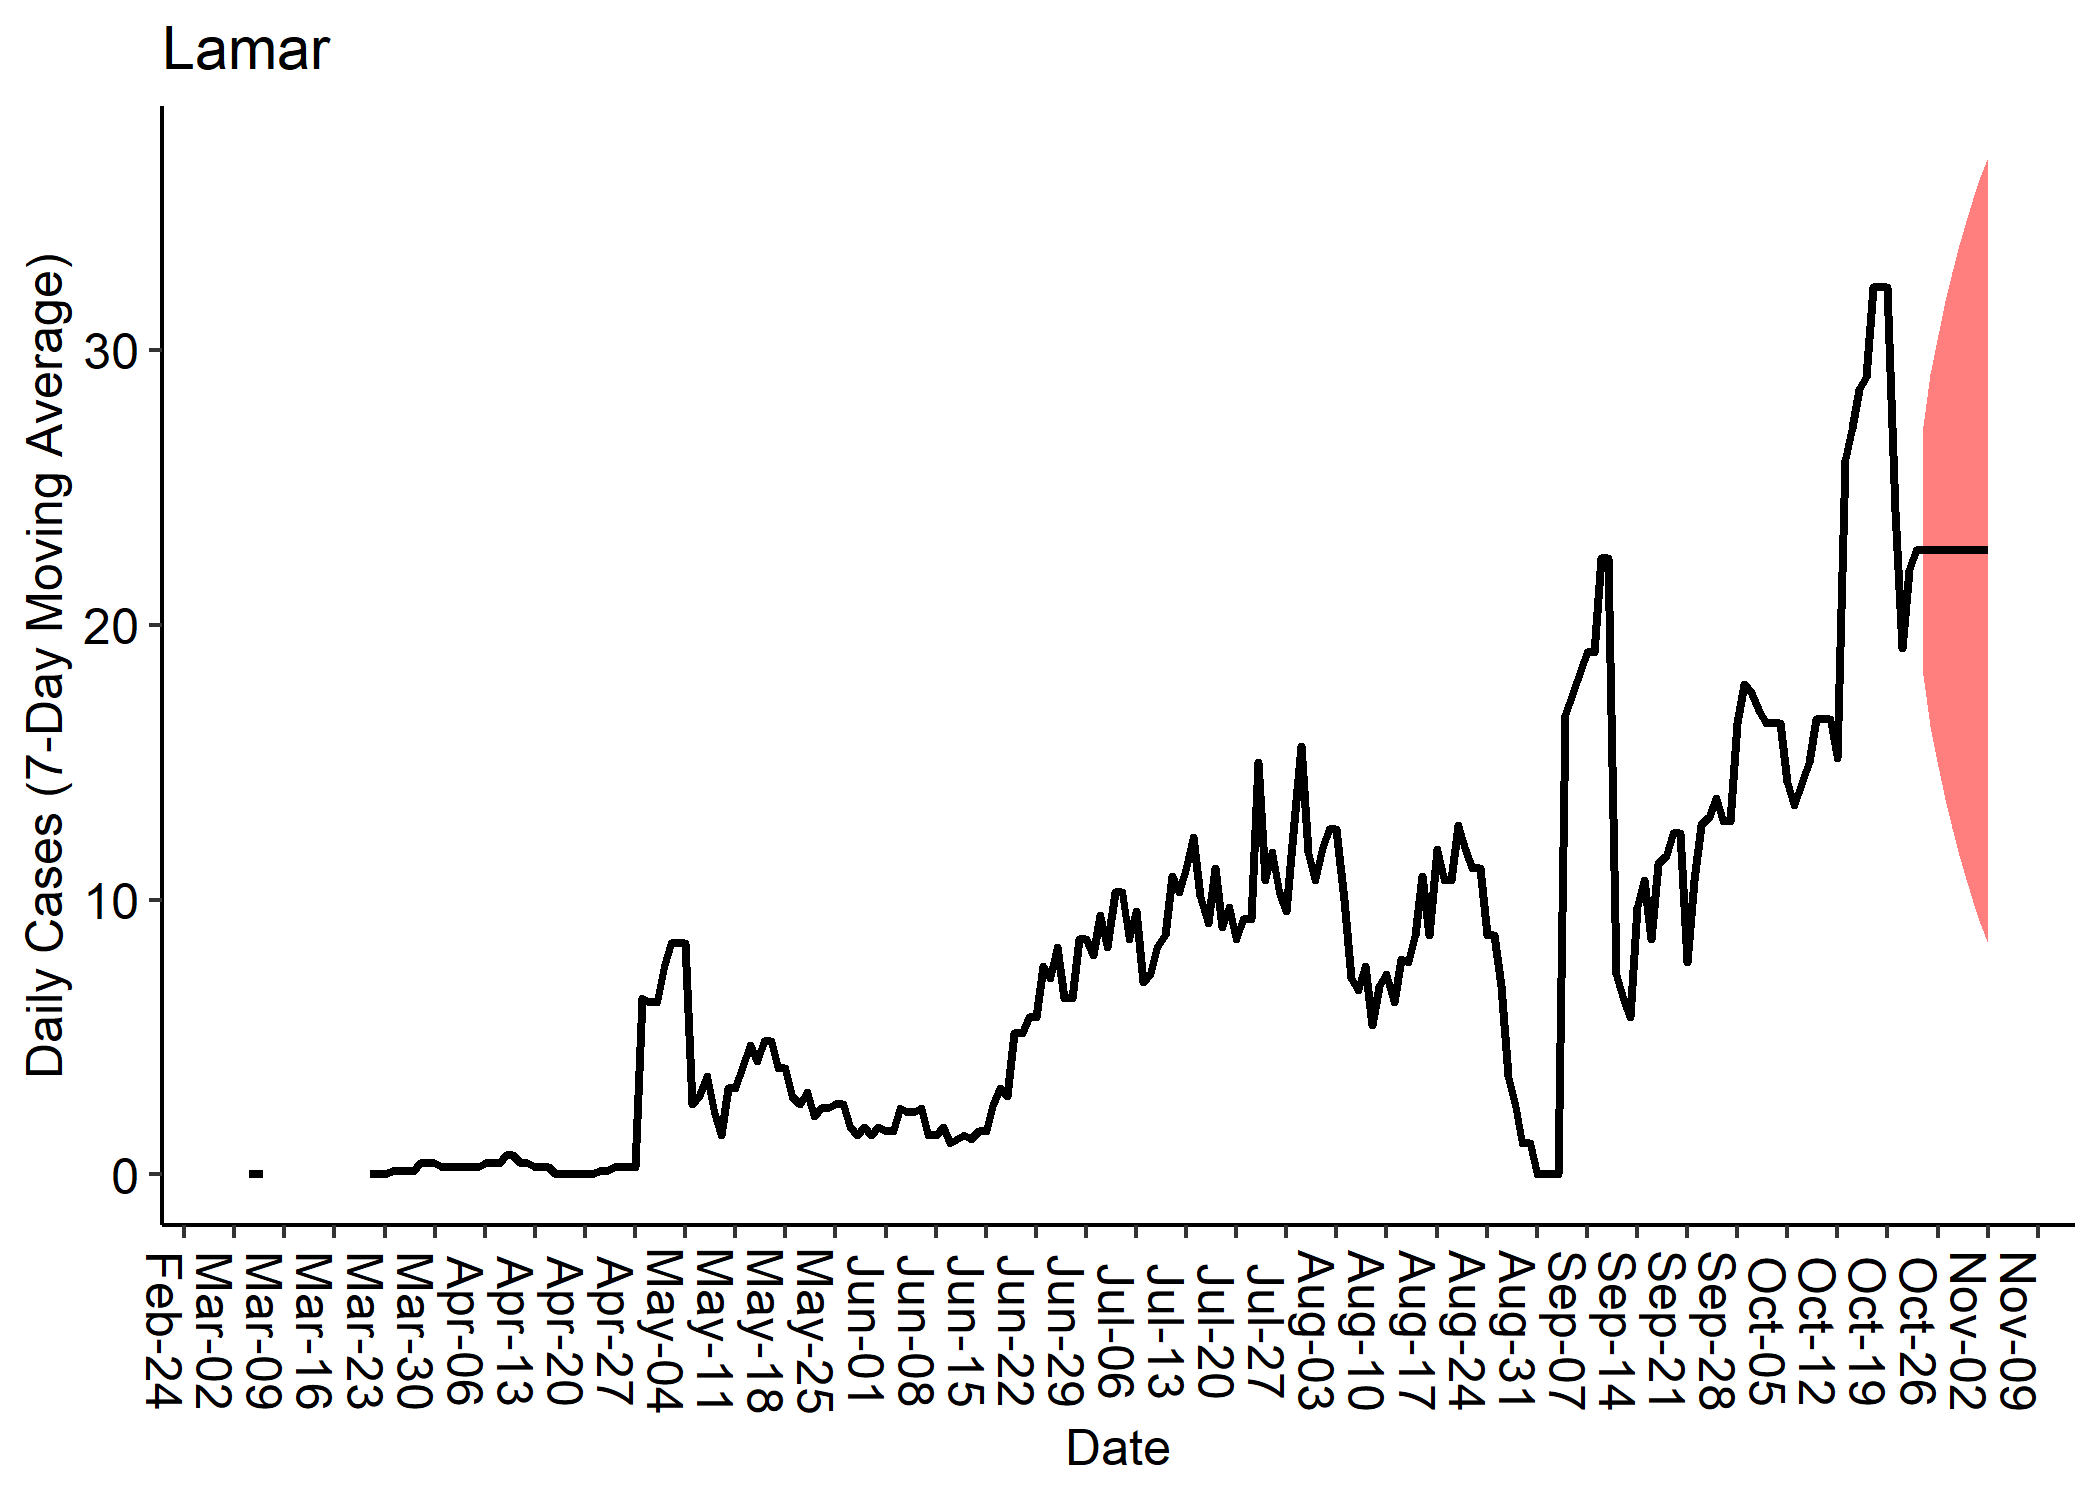 Lamar
Daily Cases (7-Day Moving Average)
30
20
10
0
Feb-24
Mar-02
Mar-09
Mar-16
Mar-23
Mar-30
Apr-06
Apr-13
Apr-20
Apr-27
May-04
May-11
May-18
May-25
Jun-01
Jun-08
Jun-15
Jun-22
Jun-29
Jul-06
Jul-13
Jul-20
Jul-27
Aug-03
Aug-10
Aug-17
Aug-24
Aug-31
Sep-07
Sep-14
Sep-21
Sep-28
Oct-05
Oct-12
Oct-19
Oct-26
Nov-02
Nov-09
Date